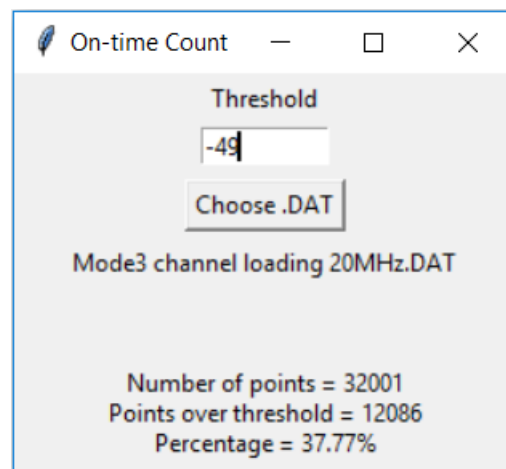 On-time Count
Threshold
-49
Choose .DAT
Mode3 channel loading 20MHz.DAT
Number of points = 32001
Points over threshold = 12086
Percentage = 37.77%